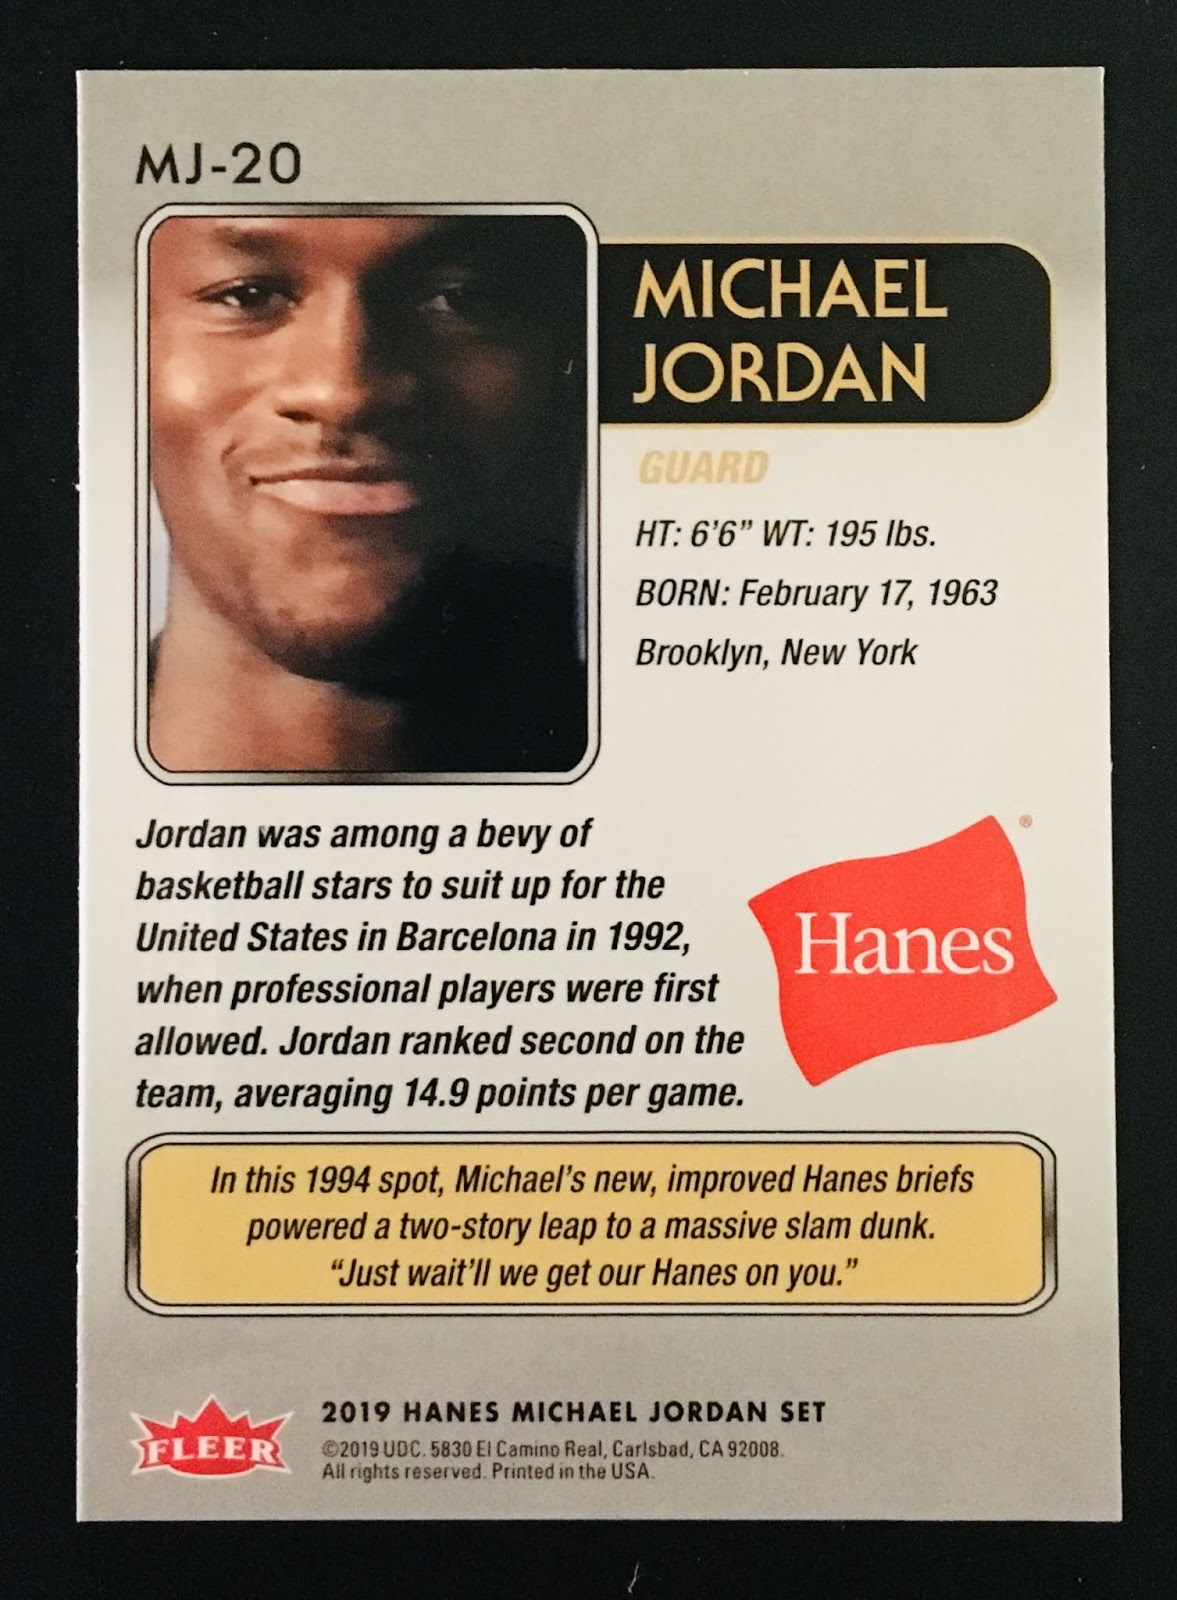 MJ-20
MICHAEL
JORDAN
GUARD
HT: 6’6” WT: 195 lbs.
BORN: February 17, 1963
Brooklyn, New York
Jordan was among a bevy of
basketball stars to suit up for the
United States in Barcelona in 1992,
when professional players were first
allowed. Jordan ranked second on the
team, averaging 14.9 points per game.
®
Hanes
In this 1994 spot, Michael’s new, improved Hanes briefs
powered a two-story leap to a massive slam dunk.
“Just wait’ll we get our Hanes on you.”
FLEER
2019 HANES MICHAEL JORDAN SET
©2019 UDC. 5830 El Camino Real, Carlsbad, CA 92008.
All rights reserved. Printed in the USA.